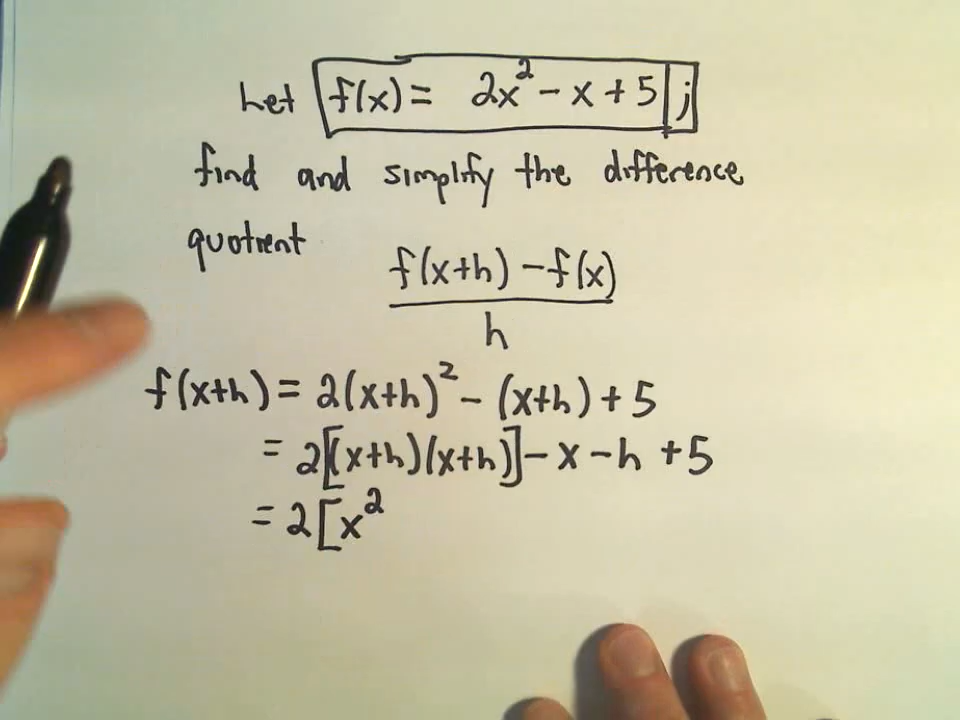 Let f(x) = 2x² - x + 5 ;
find and simplify the difference
quotient
f(x+h) - f(x)
h
f(x+h) = 2(x+h)² - (x+h) + 5
= 2[(x+h)(x+h)] - x - h + 5
= 2[x²